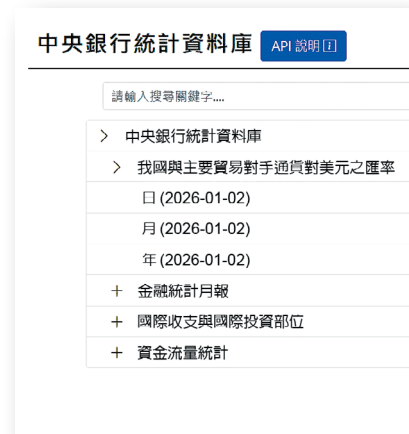 中央銀行統計資料庫 API 說明
請輸入搜尋關鍵字....
中央銀行統計資料庫
我國與主要貿易對手通貨對美元之匯率
日 (2026-01-02)
月 (2026-01-02)
年 (2026-01-02)
金融統計月報
國際收支與國際投資部位
資金流量統計